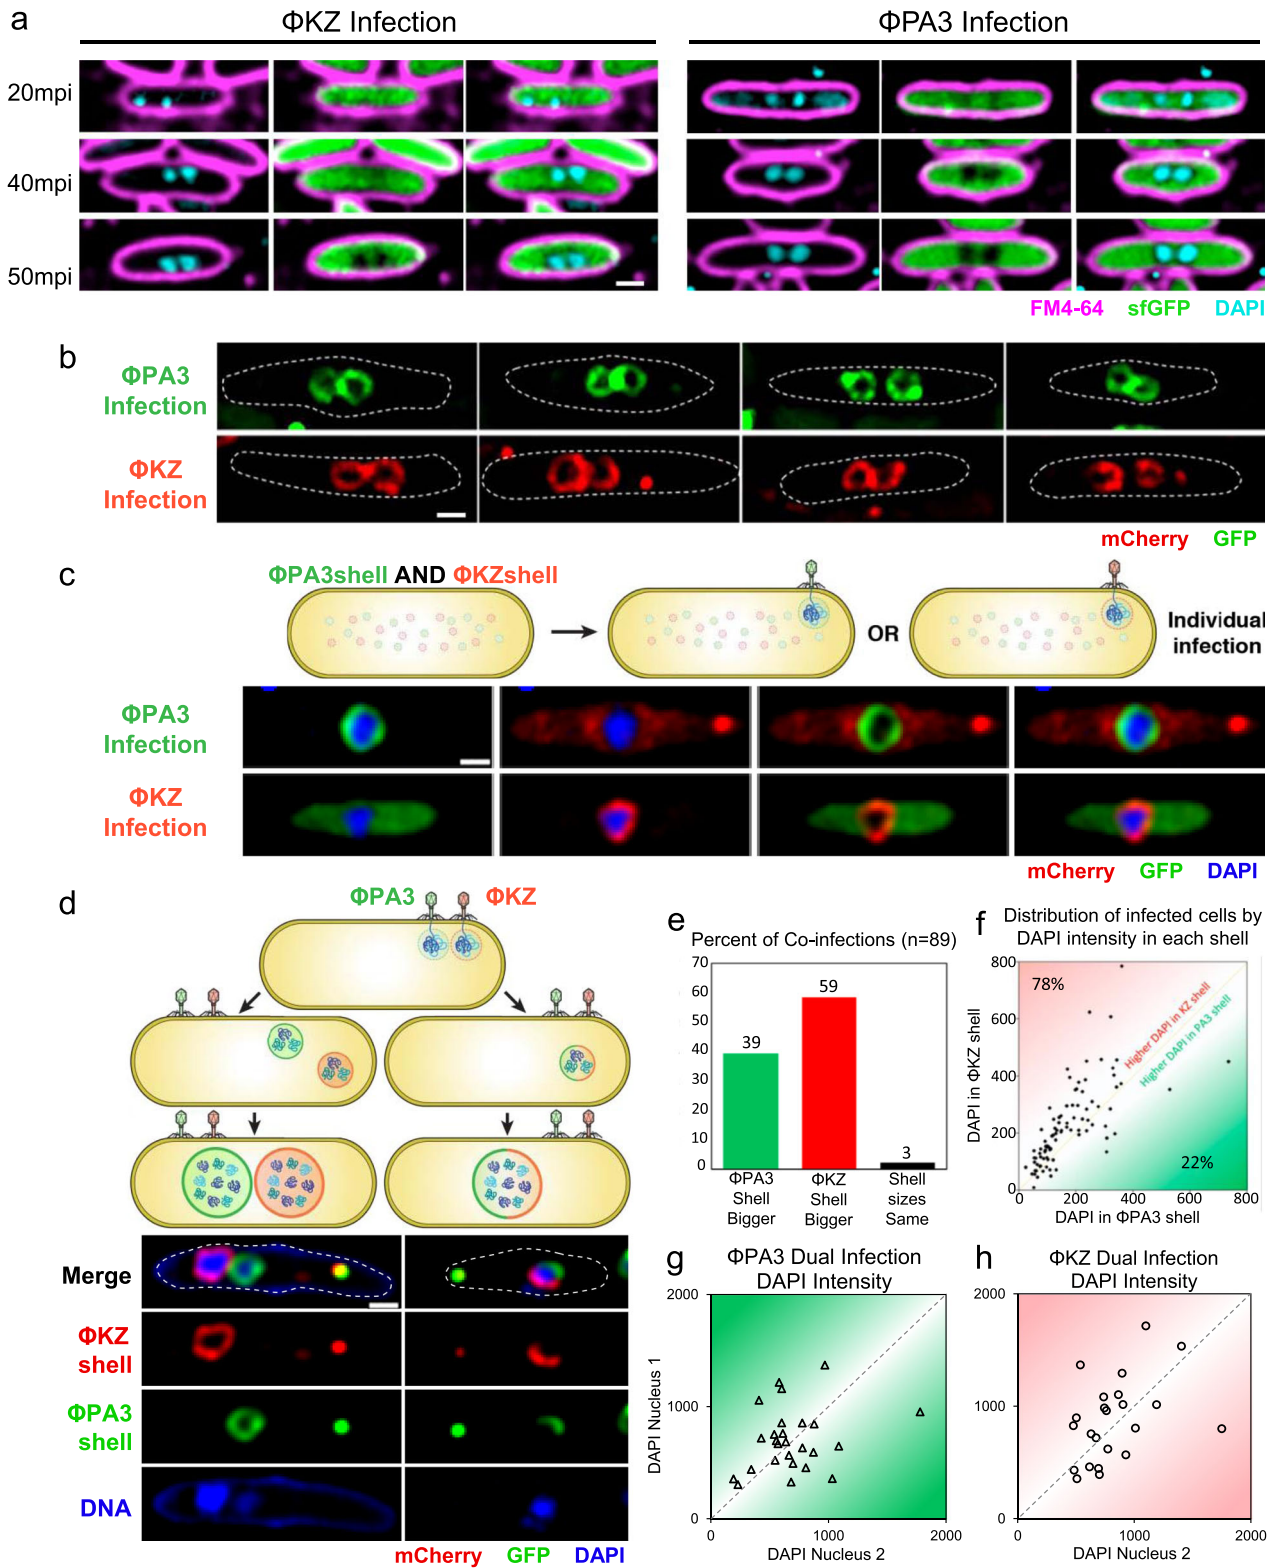 a
ΦKZ Infection
ΦPA3 Infection
20mpi
40mpi
50mpi
FM4-64 sfGFP DAPI
b
ΦPA3
Infection
ΦKZ
Infection
mCherry GFP
c
ΦPA3shell AND ΦKZshell
OR
Individual
infection
ΦPA3
Infection
ΦKZ
Infection
mCherry GFP DAPI
d
ΦPA3 ΦKZ
Merge
ΦKZ
shell
ΦPA3
shell
DNA
mCherry GFP DAPI
e
Percent of Co-infections (n=89)
70
60
50
40
30
20
10
0
39
59
3
ΦPA3
Shell
Bigger
ΦKZ
Shell
Bigger
Shell
sizes
Same
f
Distribution of infected cells by
DAPI intensity in each shell
DAPI in ΦKZ shell
800
600
400
200
0
78%
Higher DAPI in KZ shell
Higher DAPI in PA3 shell
22%
0 200 400 600 800
DAPI in ΦPA3 shell
g
ΦPA3 Dual Infection
DAPI Intensity
DAPI Nucleus 1
2000
1000
0
0 1000 2000
DAPI Nucleus 2
h
ΦKZ Dual Infection
DAPI Intensity
2000
1000
0
0 1000 2000
DAPI Nucleus 2